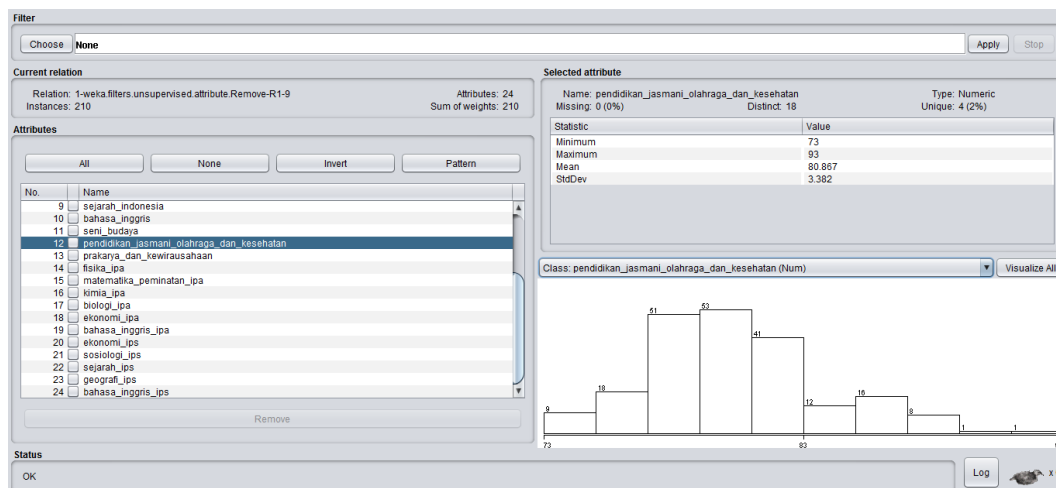 Filter
Choose None Apply Stop
Current relation
Relation: 1-weka.filters.unsupervised.attribute.Remove-R1-9 Attributes: 24
Instances: 210 Sum of weights: 210
Attributes
All None Invert Pattern
No. Name
9 sejarah_indonesia
10 bahasa_inggris
11 seni_budaya
12 pendidikan_jasmani_olahraga_dan_kesehatan
13 prakarya_dan_kewirausahaan
14 fisika_ipa
15 matematika_peminatan_ipa
16 kimia_ipa
17 biologi_ipa
18 ekonomi_ipa
19 bahasa_inggris_ipa
20 ekonomi_ips
21 sosiologi_ips
22 sejarah_ips
23 geografi_ips
24 bahasa_inggris_ips
Remove
Selected attribute
Name: pendidikan_jasmani_olahraga_dan_kesehatan Type: Numeric
Missing: 0 (0%) Distinct: 18 Unique: 4 (2%)
Statistic Value
Minimum 73
Maximum 93
Mean 80.867
StdDev 3.382
Class: pendidikan_jasmani_olahraga_dan_kesehatan (Num) Visualize All
9 18 51 53 41 12 16 8 1 1
73 83
Status
OK Log x